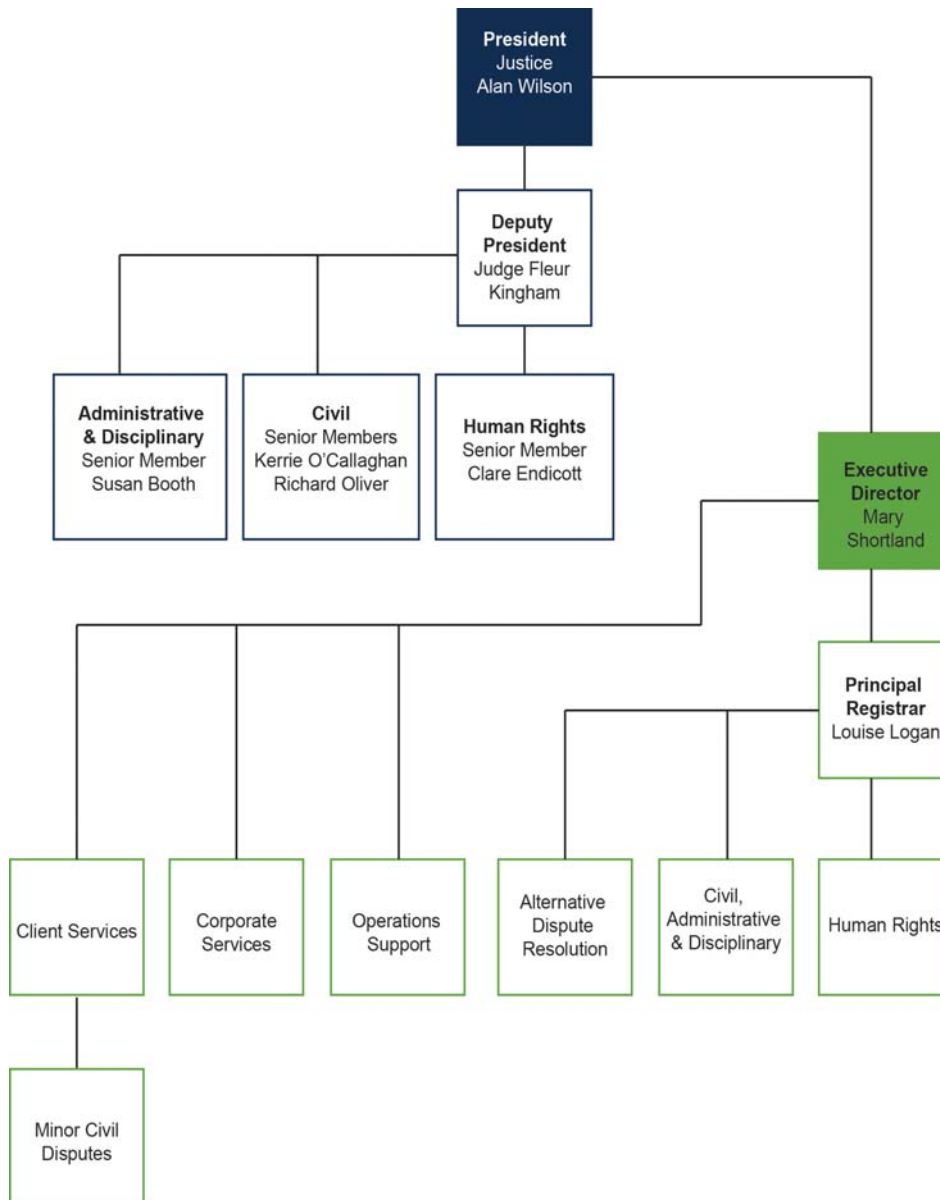 President
Justice
Alan Wilson
Deputy
President
Judge Fleur
Kingham
Administrative
& Disciplinary
Senior Member
Susan Booth
Civil
Senior Members
Kerrie O’Callaghan
Richard Oliver
Human Rights
Senior Member
Clare Endicott
Executive
Director
Mary
Shortland
Principal
Registrar
Louise Logan
Client Services
Corporate
Services
Operations
Support
Alternative
Dispute
Resolution
Civil,
Administrative
& Disciplinary
Human Rights
Minor Civil
Disputes